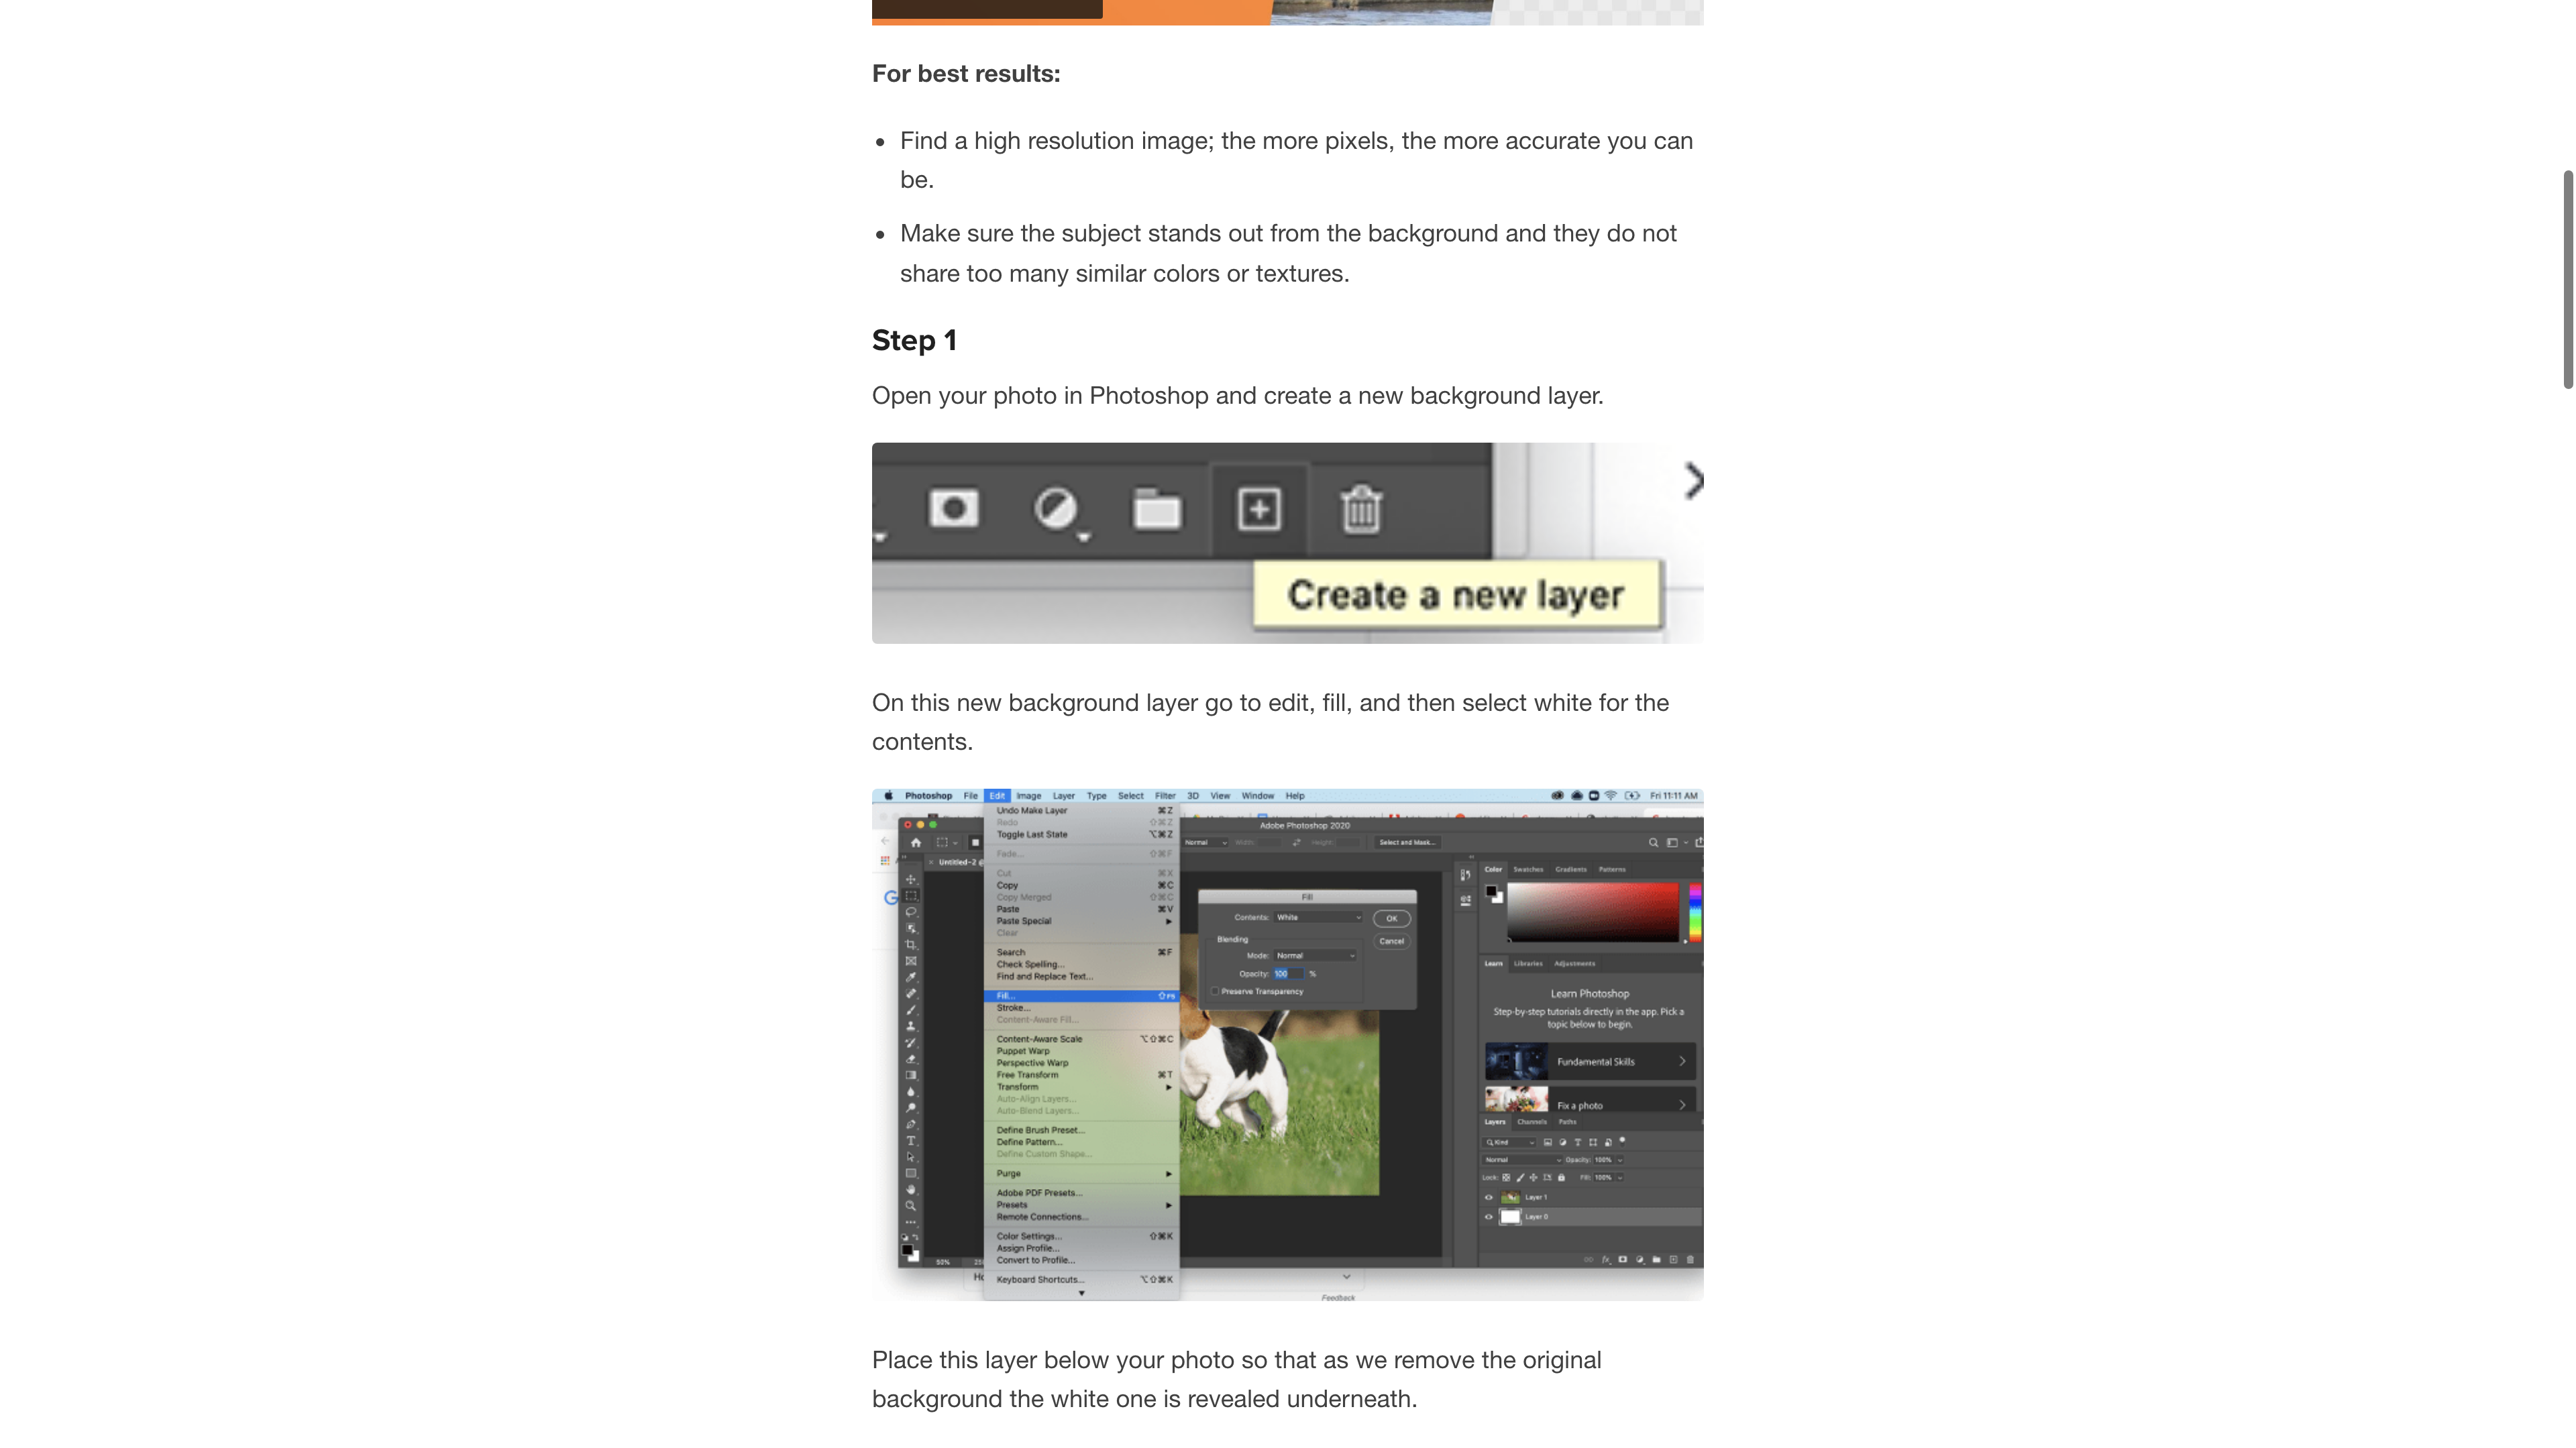 For best results:
Find a high resolution image; the more pixels, the more accurate you can
be.
Make sure the subject stands out from the background and they do not
share too many similar colors or textures.
Step 1
Open your photo in Photoshop and create a new background layer.
Create a new layer
On this new background layer go to edit, fill, and then select white for the
contents.
Photoshop File Edit Image Layer Type Select Filter 3D View Window Help Fri 11:11 AM
Undo Make Layer ⌘Z
Redo ⇧⌘Z
Toggle Last State ⌥⌘Z
Fade... ⇧⌘F
Cut ⌘X
Copy ⌘C
Copy Merged ⇧⌘C
Paste ⌘V
Paste Special
Clear
Search ⌘F
Check Spelling...
Find and Replace Text...
Fill... ⇧F5
Stroke...
Content-Aware Fill...
Content-Aware Scale ⌥⇧⌘C
Puppet Warp
Perspective Warp
Free Transform ⌘T
Transform
Auto-Align Layers...
Auto-Blend Layers...
Define Brush Preset...
Define Pattern...
Define Custom Shape...
Purge
Adobe PDF Presets...
Presets
Remote Connections...
Color Settings... ⇧⌘K
Assign Profile...
Convert to Profile...
Keyboard Shortcuts... ⌥⇧⌘K
Adobe Photoshop 2020
Normal Width: Height: Select and Mask...
Untitled-2 @
Fill
Contents: White OK
Blending Cancel
Mode: Normal
Opacity: 100 %
Preserve Transparency
Color Swatches Gradients Patterns
Learn Libraries Adjustments
Learn Photoshop
Step-by-step tutorials directly in the app. Pick a
topic below to begin.
Fundamental Skills
Fix a photo
Layers Channels Paths
Kind
Normal Opacity: 100%
Lock: Fill: 100%
Layer 1
Layer 0
50%
Feedback
Place this layer below your photo so that as we remove the original
background the white one is revealed underneath.